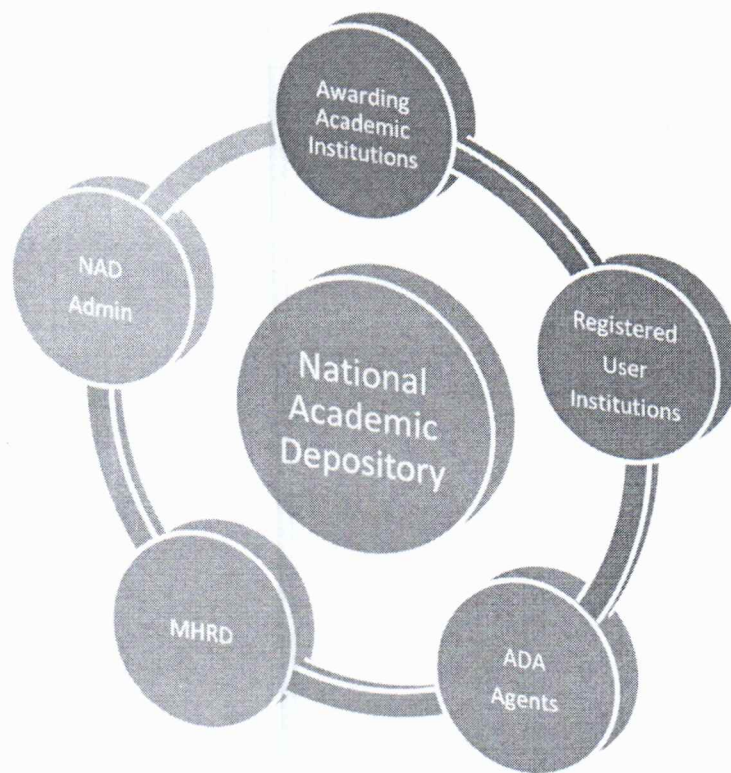 Awarding
Academic
Institutions
NAD
Admin
Registered
User
Institutions
National
Academic
Depository
MHRD
ADA
Agents